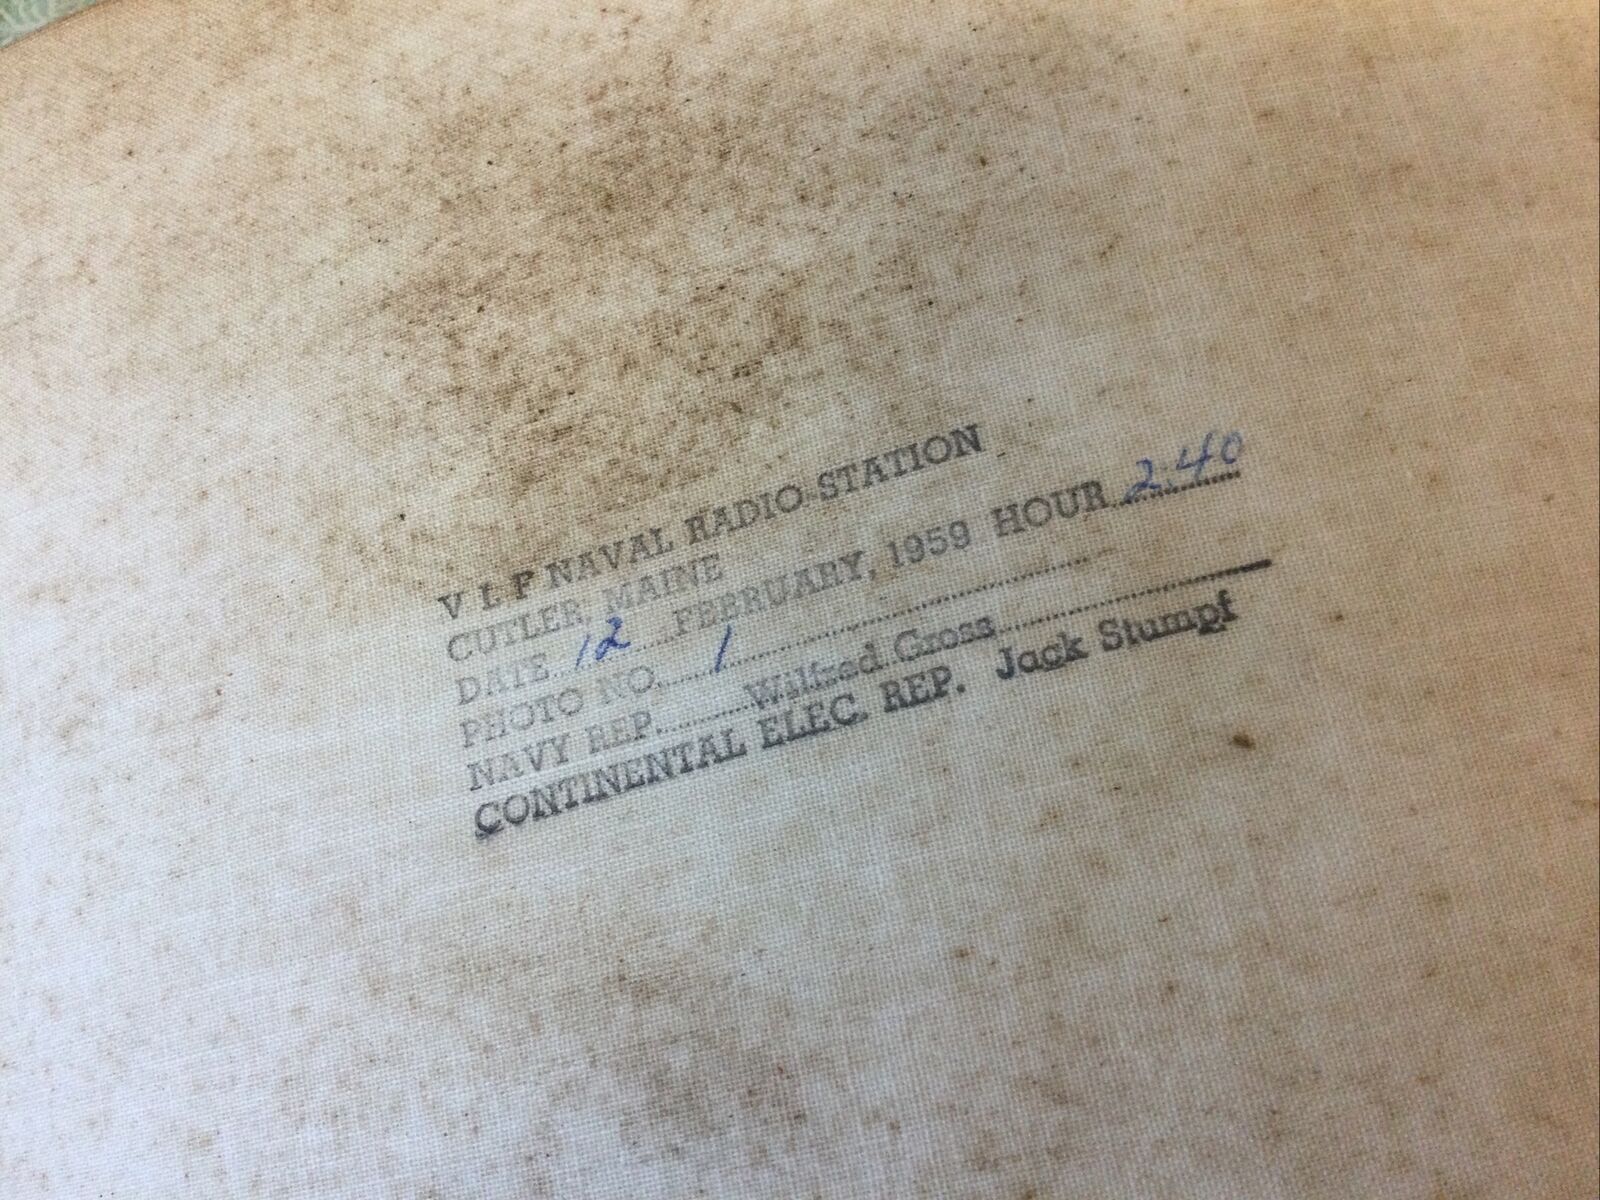 V L F NAVAL RADIO STATION
CUTLER, MAINE
DATE 12 FEBRUARY, 1959 HOUR 2:40
PHOTO NO. 1
NAVY REP. Wilfred Gross
CONTINENTAL ELEC. REP. Jack Stumpf